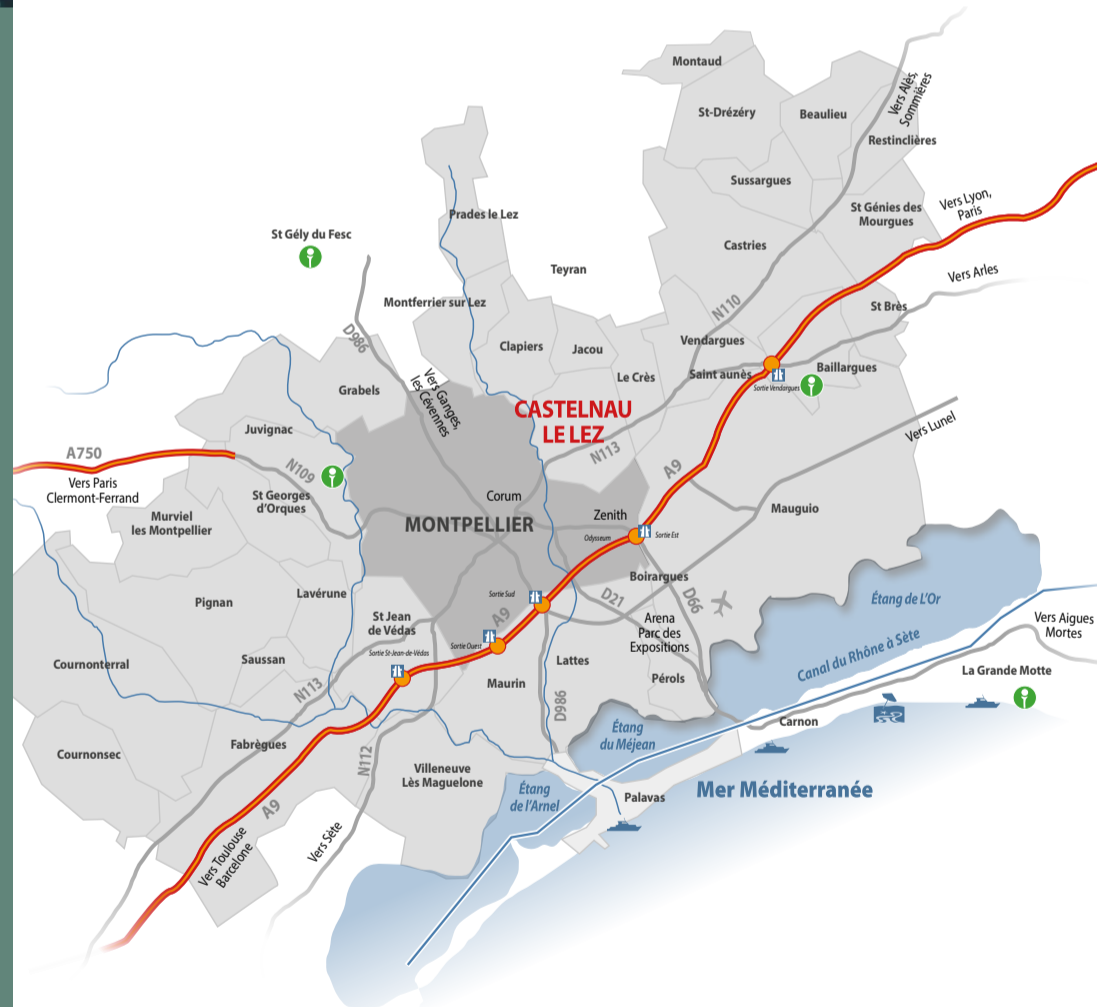 Montaud
St-Drézéry
Beaulieu
Vers Alès,
Sommières
Restinclières
Sussargues
Prades le Lez
St Génies des
Mourgues
Vers Lyon,
Paris
St Gély du Fesc
Castries
Teyran
Vers Arles
Montferrier sur Lez
N110
St Brès
D986
Vendargues
Clapiers
Jacou
Le Crès
Saint aunès
Baillargues
Sortie Vendargues
Grabels
Vers Ganges,
les Cévennes
CASTELNAU
LE LEZ
Juvignac
Vers Lunel
A750
N113
N109
A9
Vers Paris
Clermont-Ferrand
St Georges
d'Orques
Corum
Murviel
les Montpellier
MONTPELLIER
Zenith
Mauguio
Odysseum
Sortie Est
Boirargues
Étang de L'Or
Pignan
Lavérune
Sortie Sud
D21
D66
St Jean
de Védas
A9
Arena
Parc des
Expositions
Vers Aigues
Mortes
Sortie Ouest
Sortie St-Jean-de-Védas
Canal du Rhône à Sète
Cournonterral
Saussan
Lattes
La Grande Motte
Maurin
Pérols
N113
D986
Carnon
Étang
du Méjean
Cournonsec
Fabrègues
N112
Villeneuve
Lès Maguelone
Étang
de l'Arnel
Palavas
Mer Méditerranée
A9
Vers Sète
Vers Toulouse
Barcelone